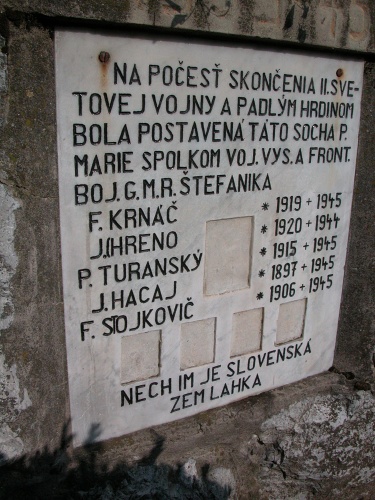 NA POČESŤ SKONČENIA II. SVE-
TOVEJ VOJNY A PADLÝM HRDINOM
BOLA POSTAVENÁ TÁTO SOCHA P.
MARIE SPOLKOM VOJ. VYS. A FRONT.
BOJ. G. M. R. ŠTEFANIKA
F. KRNÁČ * 1919 + 1945
J. IHRENO * 1920 + 1944
P. TURANSKÝ * 1915 + 1945
J. HACAJ * 1897 + 1945
F. STOJKOVIČ * 1906 + 1945
NECH IM JE SLOVENSKÁ
ZEM LAHKA